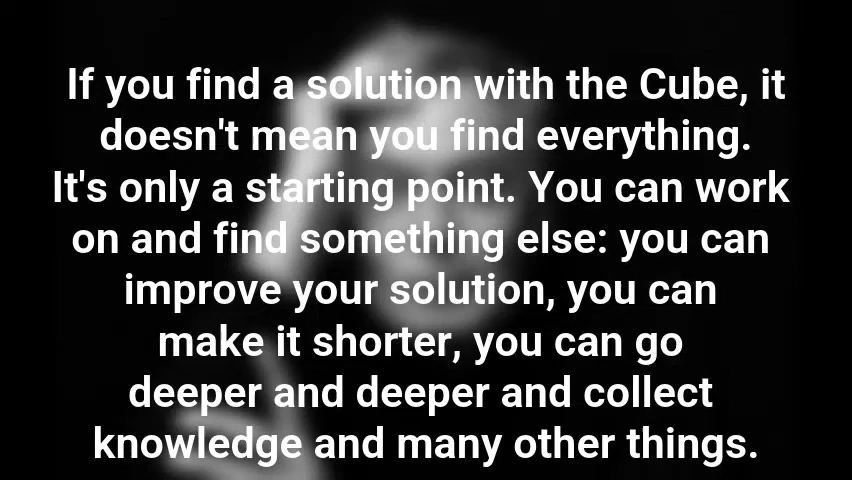 If you find a solution with the Cube, it
doesn't mean you find everything.
It's only a starting point. You can work
on and find something else: you can
improve your solution, you can
make it shorter, you can go
deeper and deeper and collect
knowledge and many other things.